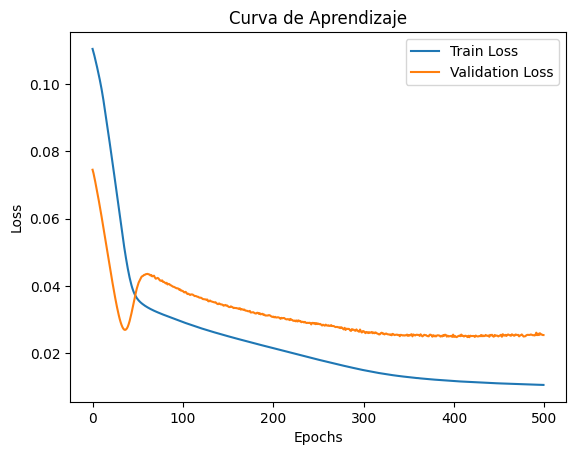 Curva de Aprendizaje
Train Loss
Validation Loss
Loss
0.10
0.08
0.06
0.04
0.02
0
100
200
300
400
500
Epochs